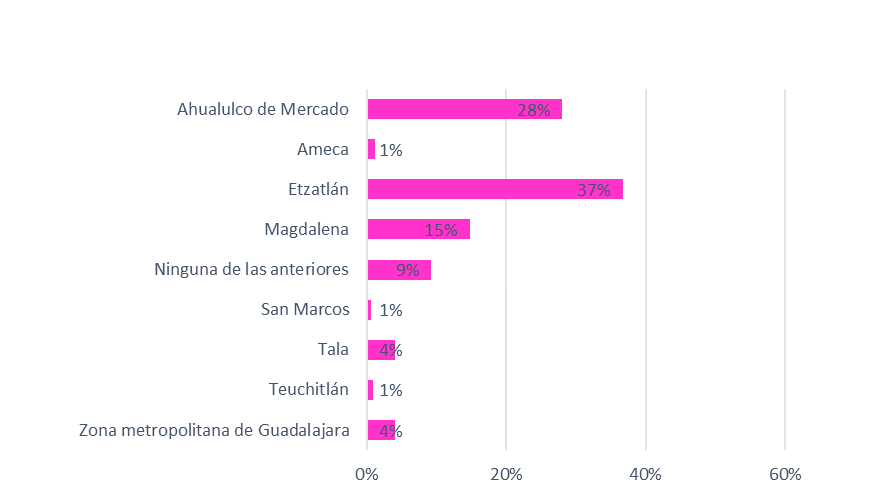 Ahualulco de Mercado 28%
Ameca 1%
Etzatlán 37%
Magdalena 15%
Ninguna de las anteriores 9%
San Marcos 1%
Tala 4%
Teuchitlán 1%
Zona metropolitana de Guadalajara 4%
0% 20% 40% 60%